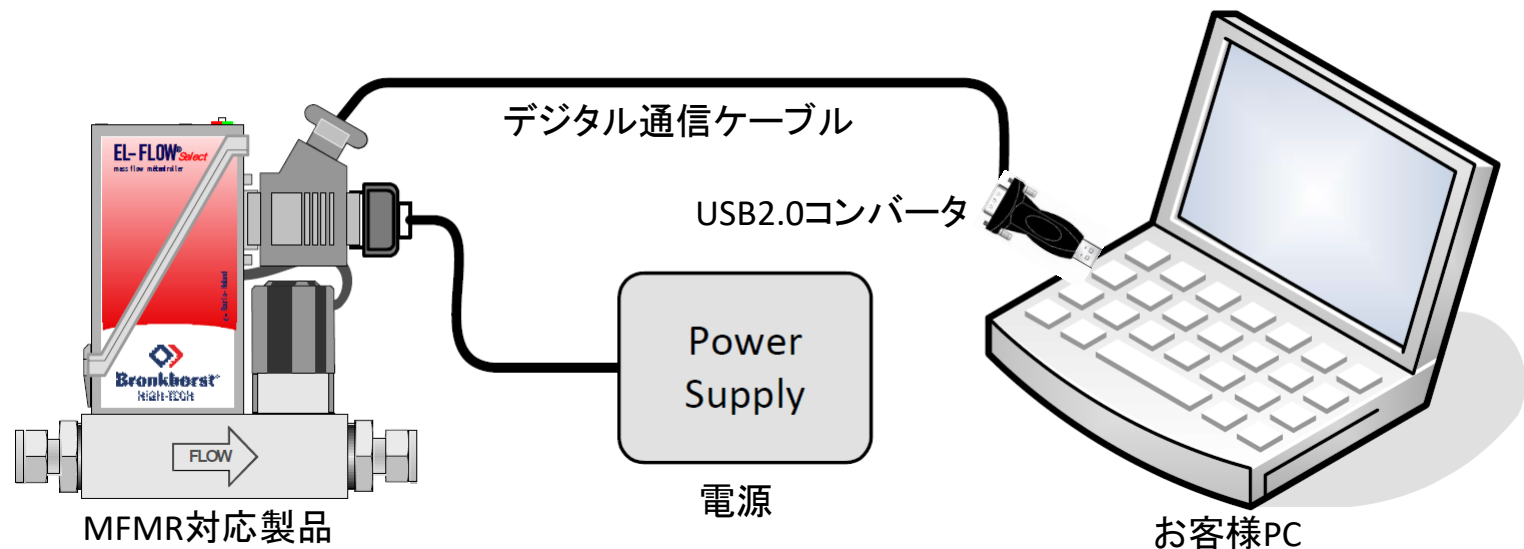 デジタル通信ケーブル
EL-FLOW® Select
USB2.0コンバータ
Power
Supply
Bronkhorst®
HIGH-TECH
FLOW
電源
MFMR対応製品
お客様PC